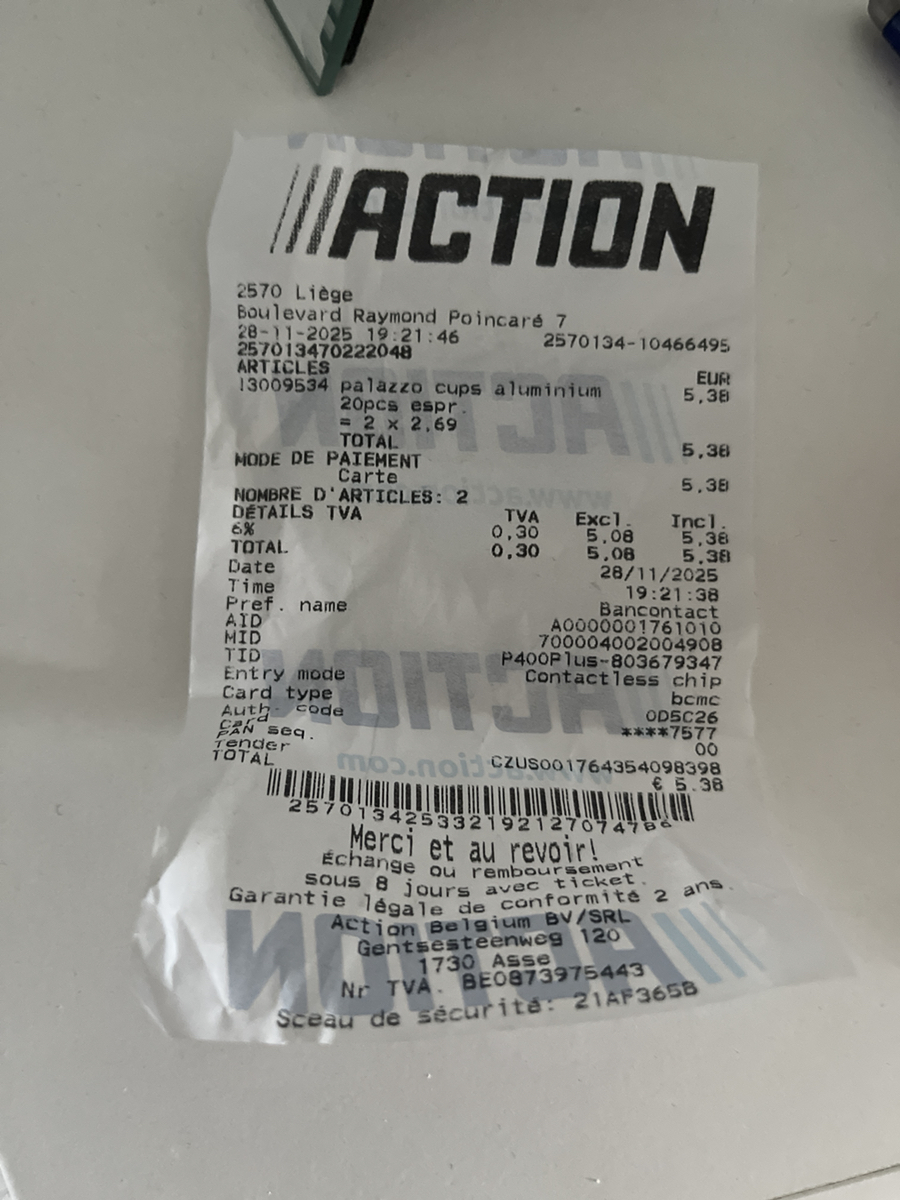 ACTION
2570 Liège
Boulevard Raymond Poincaré 7
28-11-2025 19:21:46 2570134-10466495
257013470222048
ARTICLES EUR
13009534 palazzo cups aluminium 5,38
20pcs espr.
= 2 x 2,69
TOTAL 5,38
MODE DE PAIEMENT
Carte 5,38
NOMBRE D'ARTICLES: 2
DÉTAILS TVA TVA Excl. Incl.
6% 0,30 5,08 5,38
TOTAL 0,30 5,08 5,38
Date 28/11/2025
Time 19:21:38
Pref. name Bancontact
AID A0000001761010
MID 700004002004908
TID P400Plus-803679347
Entry mode Contactless chip
Card type bcmc
Auth. code 0D5C26
Card ****7577
PAN seq. 00
Tender CZUS001764354098398
TOTAL € 5.38
Merci et au revoir!
Échange ou remboursement
sous 8 jours avec ticket.
Garantie légale de conformité 2 ans.
Action Belgium BV/SRL
Gentsesteenweg 120
1730 Asse
Nr TVA. BE0873975443
Sceau de sécurité: 21AF365B